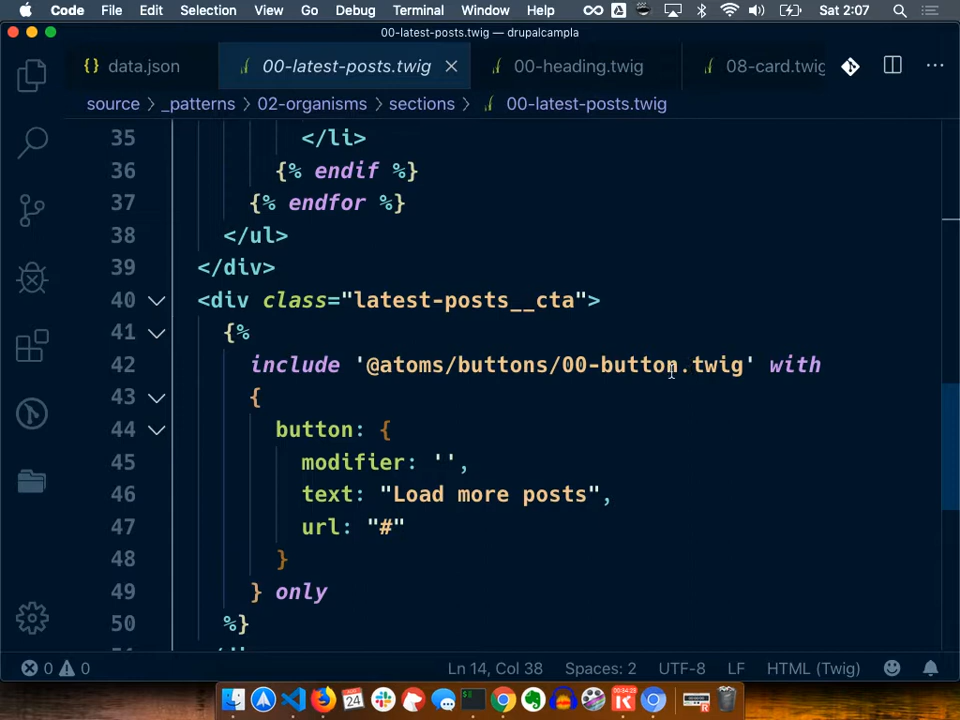 Code File Edit Selection View Go Debug Terminal Window Help Sat 2:07
00-latest-posts.twig — drupalcampla
{} data.json 00-latest-posts.twig 00-heading.twig 08-card.twig
source > _patterns > 02-organisms > sections > 00-latest-posts.twig
35 </li>
36 {% endif %}
37 {% endfor %}
38 </ul>
39 </div>
40 <div class="latest-posts__cta">
41 {%
42 include '@atoms/buttons/00-button.twig' with
43 {
44 button: {
45 modifier: '',
46 text: "Load more posts",
47 url: "#"
48 }
49 } only
50 %}
0 0 Ln 14, Col 38 Spaces: 2 UTF-8 LF HTML (Twig)
24